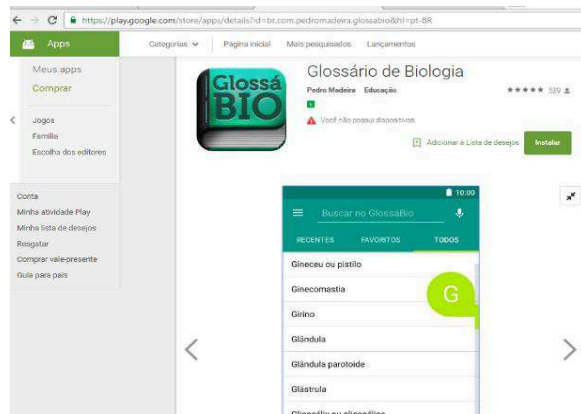 https://play.google.com/store/apps/details?id=br.com.pedromadeira.glossabio&hl=pt-BR
Apps
Categorias
Página inicial
Mais pesquisados
Lançamentos
Meus apps
Comprar
Jogos
Família
Escolha dos editores
Conta
Minha atividade Play
Minha lista de desejos
Resgatar
Comprar vale-presente
Guia para pais
Glossá
BIO
Glossário de Biologia
Pedro Madeira Educação
539
L
Você não possui dispositivos
Adicionar à Lista de desejos
Instalar
10:00
Buscar no GlossáBio
RECENTES
FAVORITOS
TODOS
Gineceu ou pistilo
Ginecomastia
G
Girino
Glândula
Glândula parotoide
Glástrula